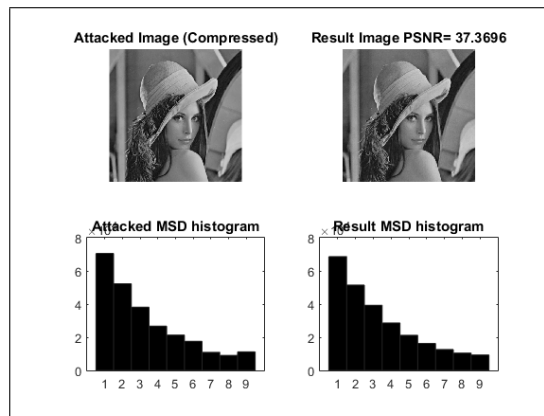 Attacked Image (Compressed)
Result Image PSNR= 37.3696
Attacked MSD histogram
Result MSD histogram
8
6
4
2
0
1 2 3 4 5 6 7 8 9
8
6
4
2
0
1 2 3 4 5 6 7 8 9